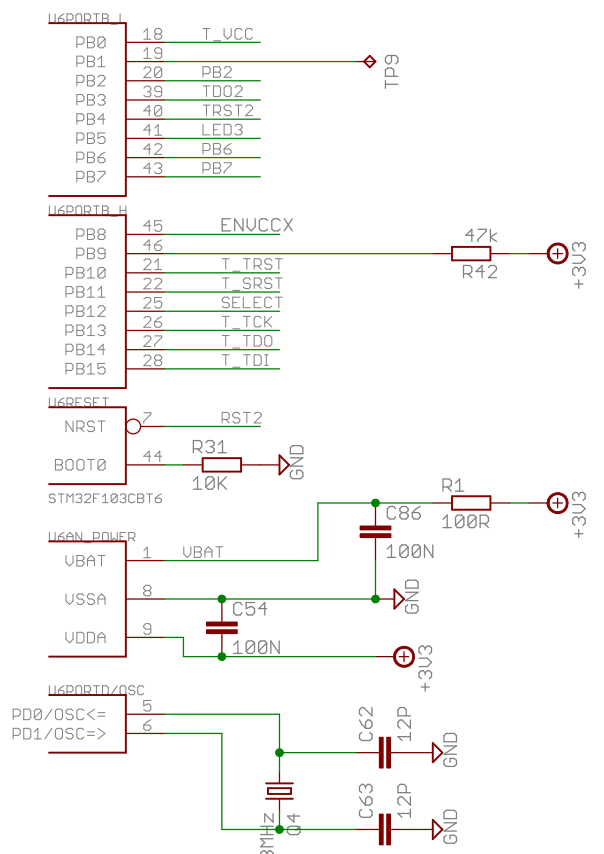 U6PORTB_L
PB0 18 T_VCC
PB1 19 TP9
PB2 20 PB2
PB3 39 TDO2
PB4 40 TRST2
PB5 41 LED3
PB6 42 PB6
PB7 43 PB7
U6PORTB_H
PB8 45 ENVCCX
PB9 46 47k R42 +3V3
PB10 21 T_TRST
PB11 22 T_SRST
PB12 25 SELECT
PB13 26 T_TCK
PB14 27 T_TDO
PB15 28 T_TDI
U6RESET
NRST 7 RST2
BOOT0 44 R31 10K GND
STM32F103CBT6
R1 100R +3V3
C86 100N
U6AN_POWER
VBAT 1 VBAT
VSSA 8 GND
C54 100N
VDDA 9 +3V3
U6PORTD/OSC
PD0/OSC<= 5
PD1/OSC=> 6
C62 12P GND
C63 12P GND
8MHz Q4